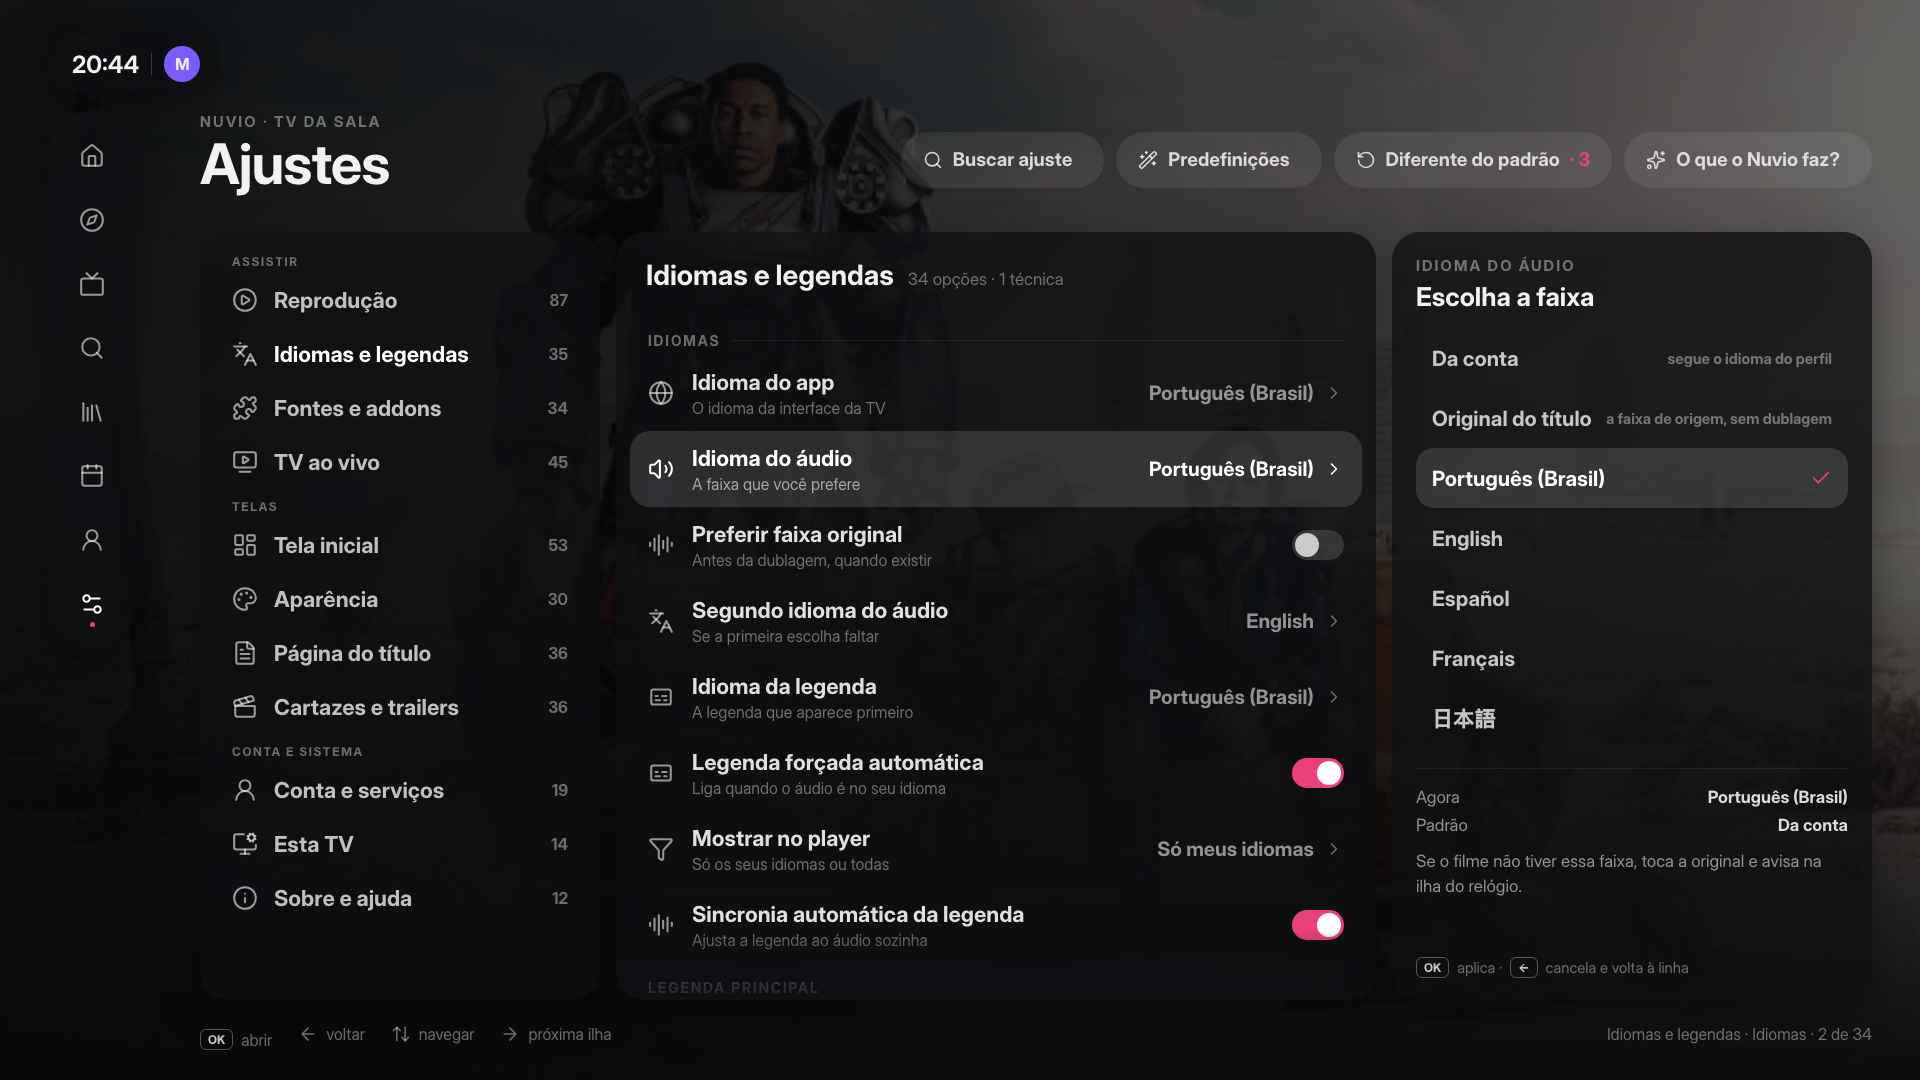 20:44
M
NUVIO · TV DA SALA
Ajustes
Buscar ajuste
Predefinições
Diferente do padrão · 3
O que o Nuvio faz?
ASSISTIR
Reprodução 87
Idiomas e legendas 35
Fontes e addons 34
TV ao vivo 45
TELAS
Tela inicial 53
Aparência 30
Página do título 36
Cartazes e trailers 36
CONTA E SISTEMA
Conta e serviços 19
Esta TV 14
Sobre e ajuda 12
Idiomas e legendas 34 opções · 1 técnica
IDIOMAS
Idioma do app
O idioma da interface da TV
Português (Brasil)
Idioma do áudio
A faixa que você prefere
Português (Brasil)
Preferir faixa original
Antes da dublagem, quando existir
Segundo idioma do áudio
Se a primeira escolha faltar
English
Idioma da legenda
A legenda que aparece primeiro
Português (Brasil)
Legenda forçada automática
Liga quando o áudio é no seu idioma
Mostrar no player
Só os seus idiomas ou todas
Só meus idiomas
Sincronia automática da legenda
Ajusta a legenda ao áudio sozinha
LEGENDA PRINCIPAL
IDIOMA DO ÁUDIO
Escolha a faixa
Da conta segue o idioma do perfil
Original do título a faixa de origem, sem dublagem
Português (Brasil)
English
Español
Français
日本語
Agora Português (Brasil)
Padrão Da conta
Se o filme não tiver essa faixa, toca a original e avisa na
ilha do relógio.
OK aplica · ← cancela e volta à linha
OK abrir ← voltar ↑↓ navegar → próxima ilha
Idiomas e legendas · Idiomas · 2 de 34